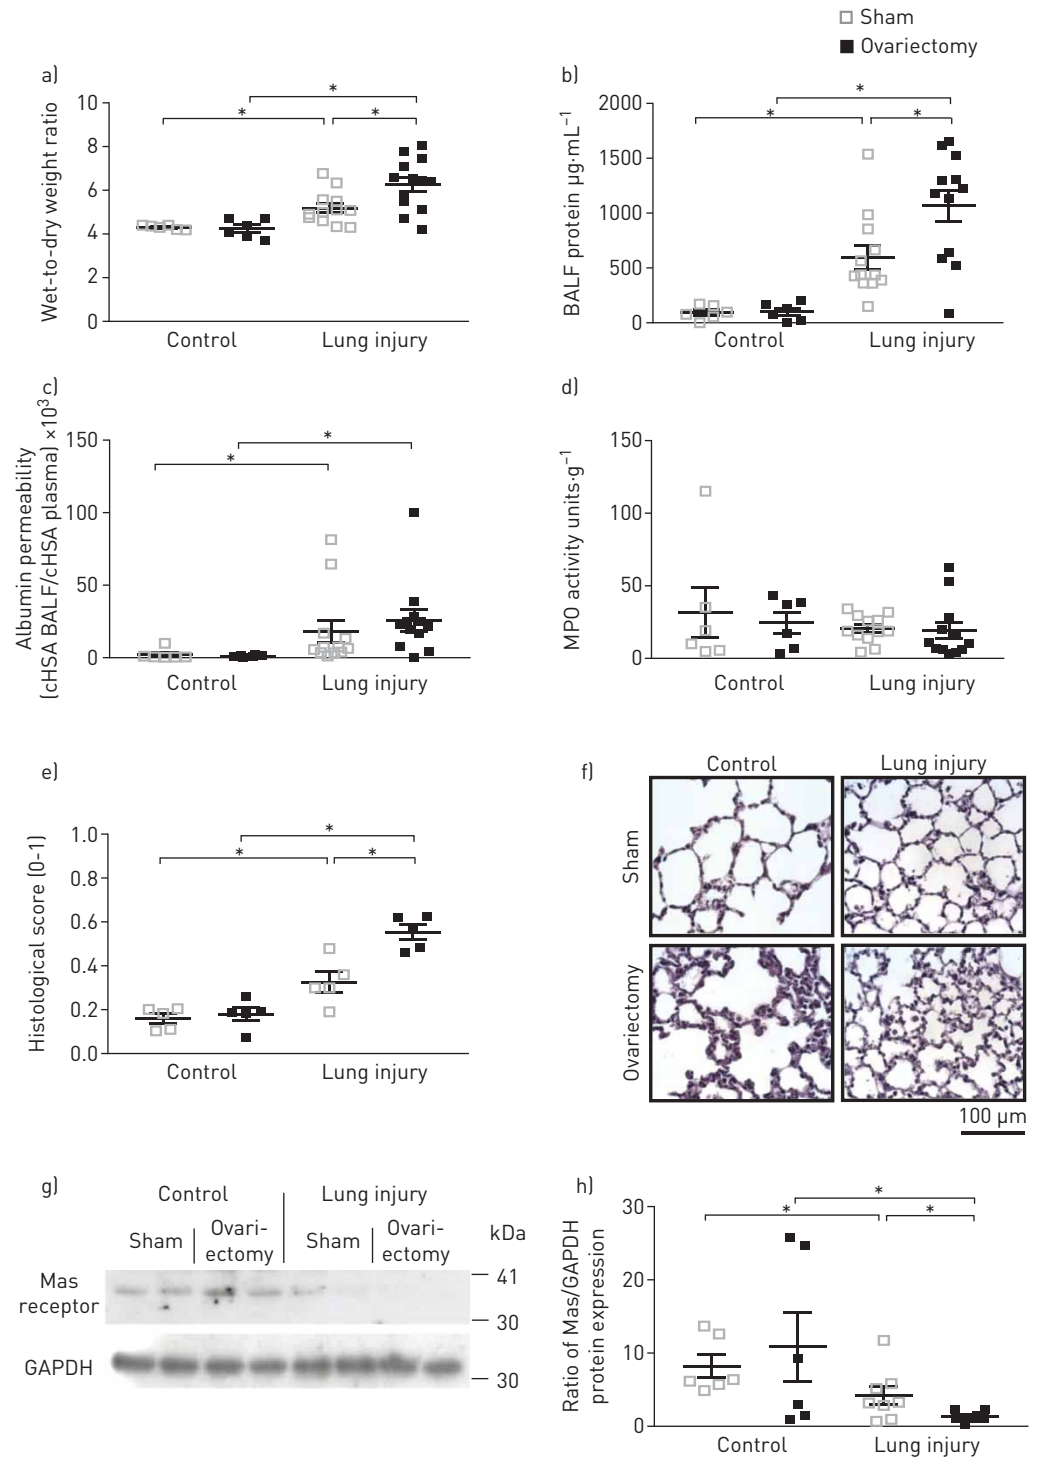 Sham
Ovariectomy
a)
Wet-to-dry weight ratio
10
8
6
4
2
0
*
*
*
Control
Lung injury
b)
BALF protein µg·mL⁻¹
2000
1500
1000
500
0
*
*
*
Control
Lung injury
c)
Albumin permeability
(cHSA BALF/cHSA plasma) ×10³
150
100
50
0
*
*
Control
Lung injury
d)
MPO activity units·g⁻¹
150
100
50
0
Control
Lung injury
e)
Histological score (0-1)
1.0
0.8
0.6
0.4
0.2
0.0
*
*
*
Control
Lung injury
f)
Control
Lung injury
Sham
Ovariectomy
100 µm
g)
Control
Lung injury
Sham
Ovari-
ectomy
Sham
Ovari-
ectomy
kDa
Mas
receptor
41
30
GAPDH
30
h)
Ratio of Mas/GAPDH
protein expression
30
20
10
0
*
*
*
Control
Lung injury